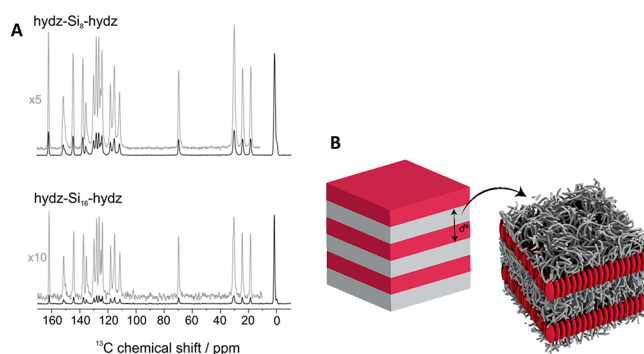 A
hydz-Si₈-hydz
x5
hydz-Si₁₆-hydz
x10
160 140 120 100 80 60 40 20 0
¹³C chemical shift / ppm
B
d*